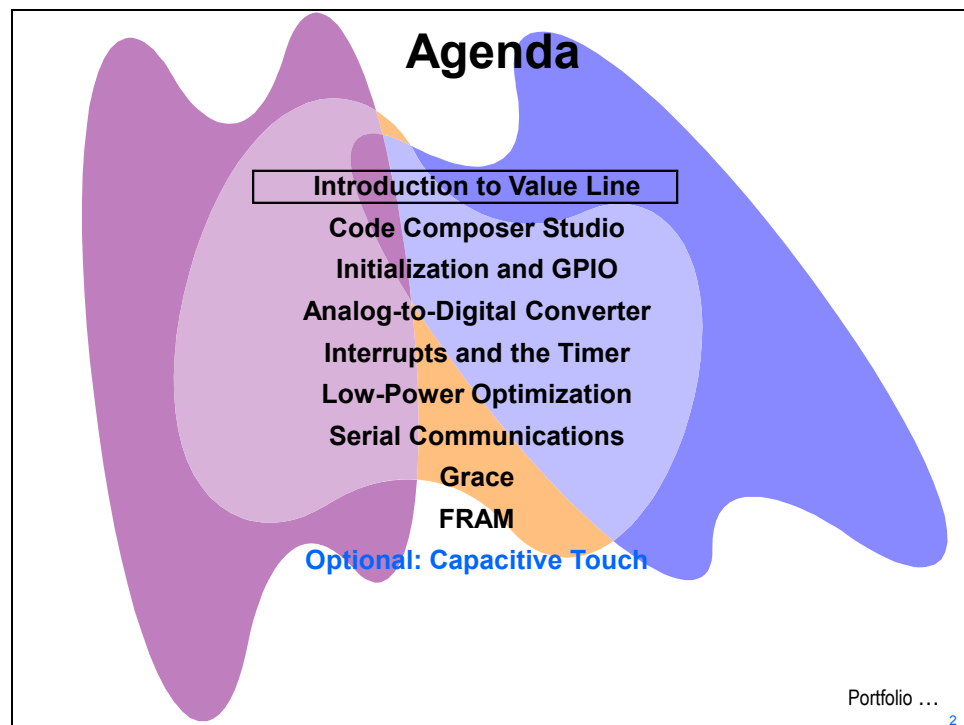 Agenda
Introduction to Value Line
Code Composer Studio
Initialization and GPIO
Analog-to-Digital Converter
Interrupts and the Timer
Low-Power Optimization
Serial Communications
Grace
FRAM
Optional: Capacitive Touch
Portfolio …
2